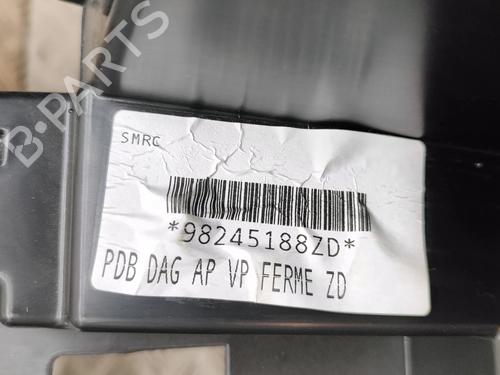 B-PARTS
SMRC
*98245188ZD*
PDB DAG AP VP FERME ZD